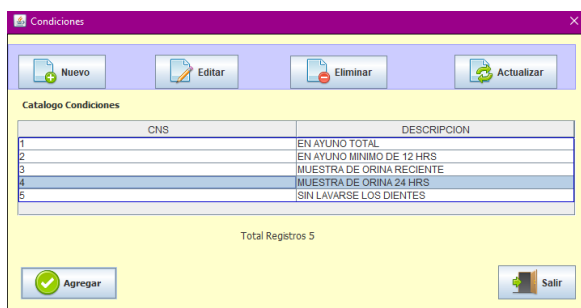 Condiciones
Nuevo Editar Eliminar Actualizar
Catalogo Condiciones
CNS DESCRIPCION
1 EN AYUNO TOTAL
2 EN AYUNO MINIMO DE 12 HRS
3 MUESTRA DE ORINA RECIENTE
4 MUESTRA DE ORINA 24 HRS
5 SIN LAVARSE LOS DIENTES
Total Registros 5
Agregar Salir